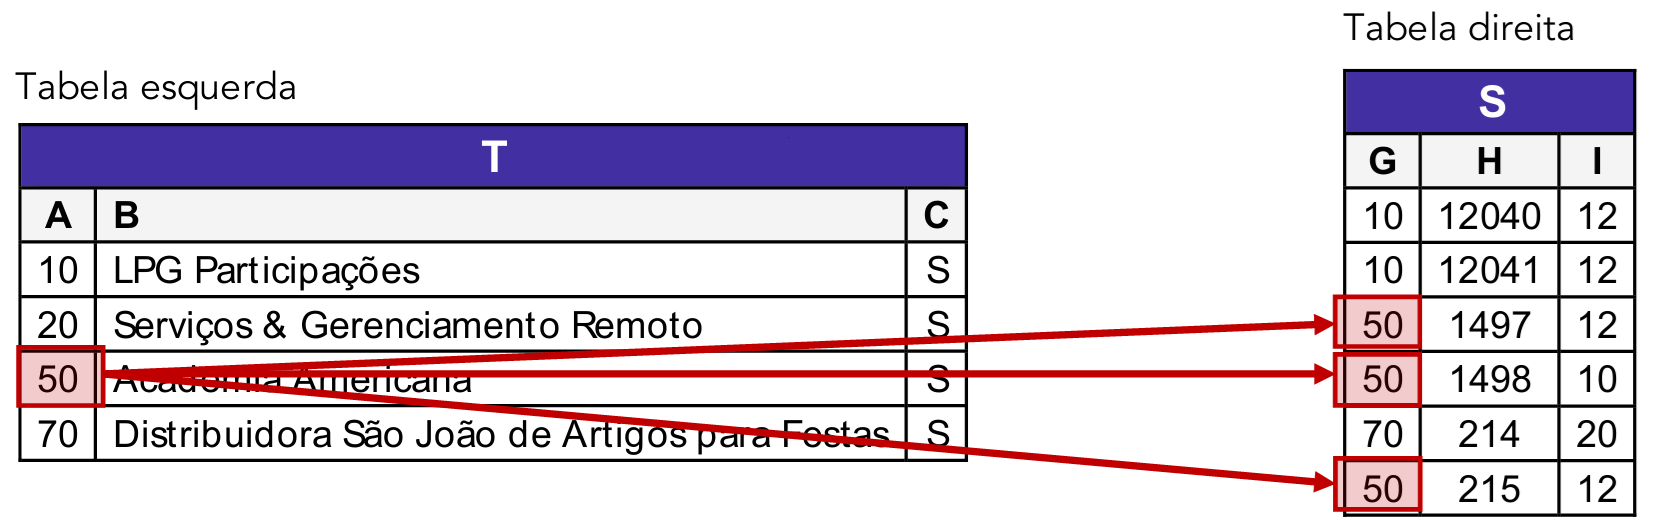 Tabela direita
Tabela esquerda
T
A B C
10 LPG Participações S
20 Serviços & Gerenciamento Remoto S
50 Academia Americana S
70 Distribuidora São João de Artigos para Festas S
S
G H I
10 12040 12
10 12041 12
50 1497 12
50 1498 10
70 214 20
50 215 12